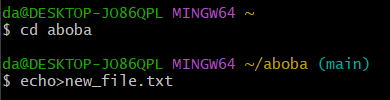 da@DESKTOP-JO86QPL MINGW64 ~
$ cd aboba
da@DESKTOP-JO86QPL MINGW64 ~/aboba (main)
$ echo>new_file.txt